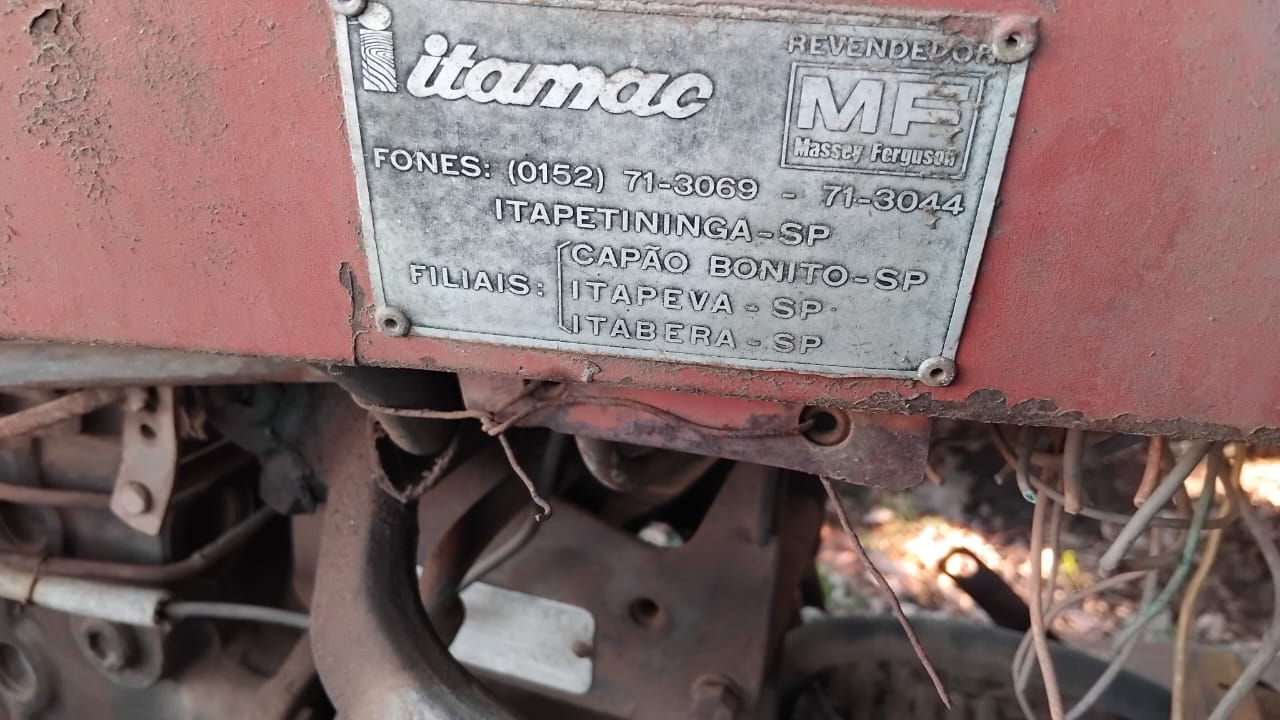 itamac
REVENDEDOR
MF
Massey Ferguson
FONES: (0152) 71-3069 - 71-3044
ITAPETININGA-SP
FILIAIS: CAPÃO BONITO-SP
ITAPEVA - SP
ITABERA - SP